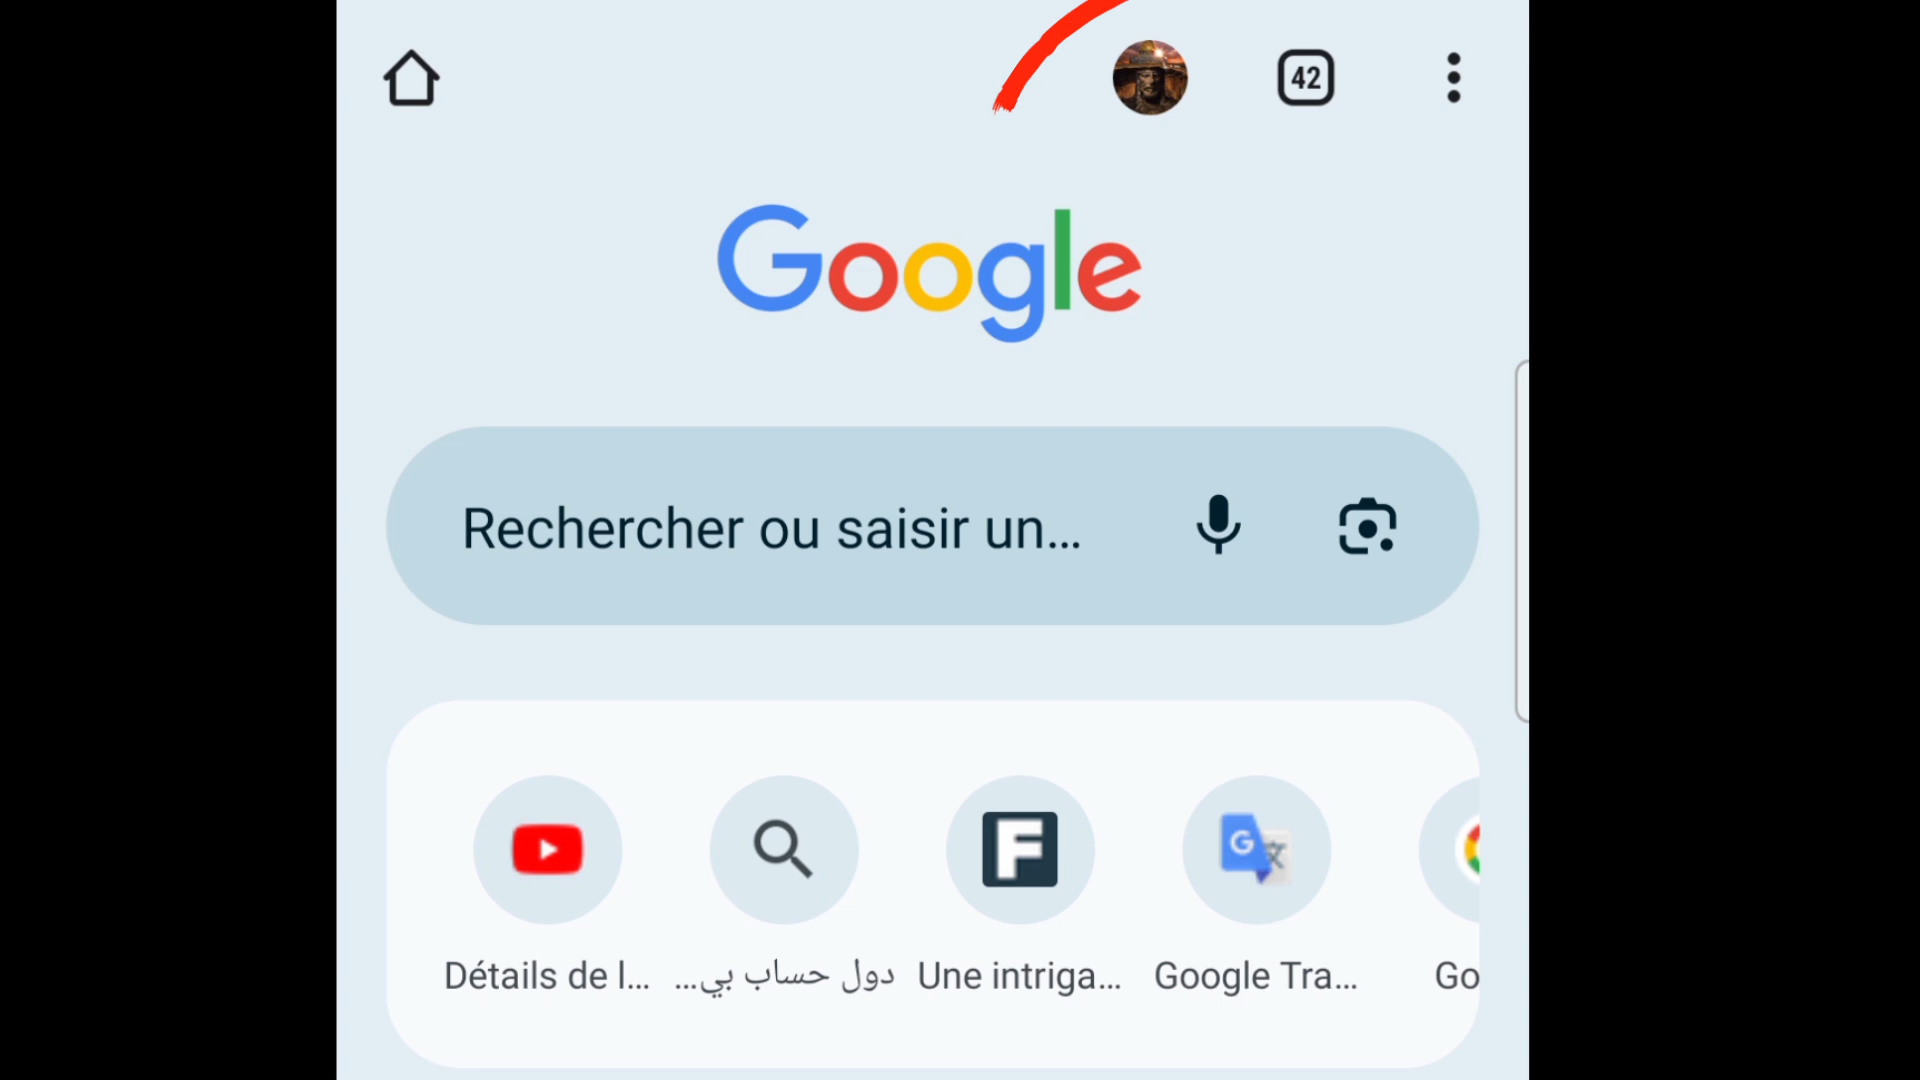 42
Google
Rechercher ou saisir un...
Détails de l...
دول حساب بي...
Une intriga...
Google Tra...
Go